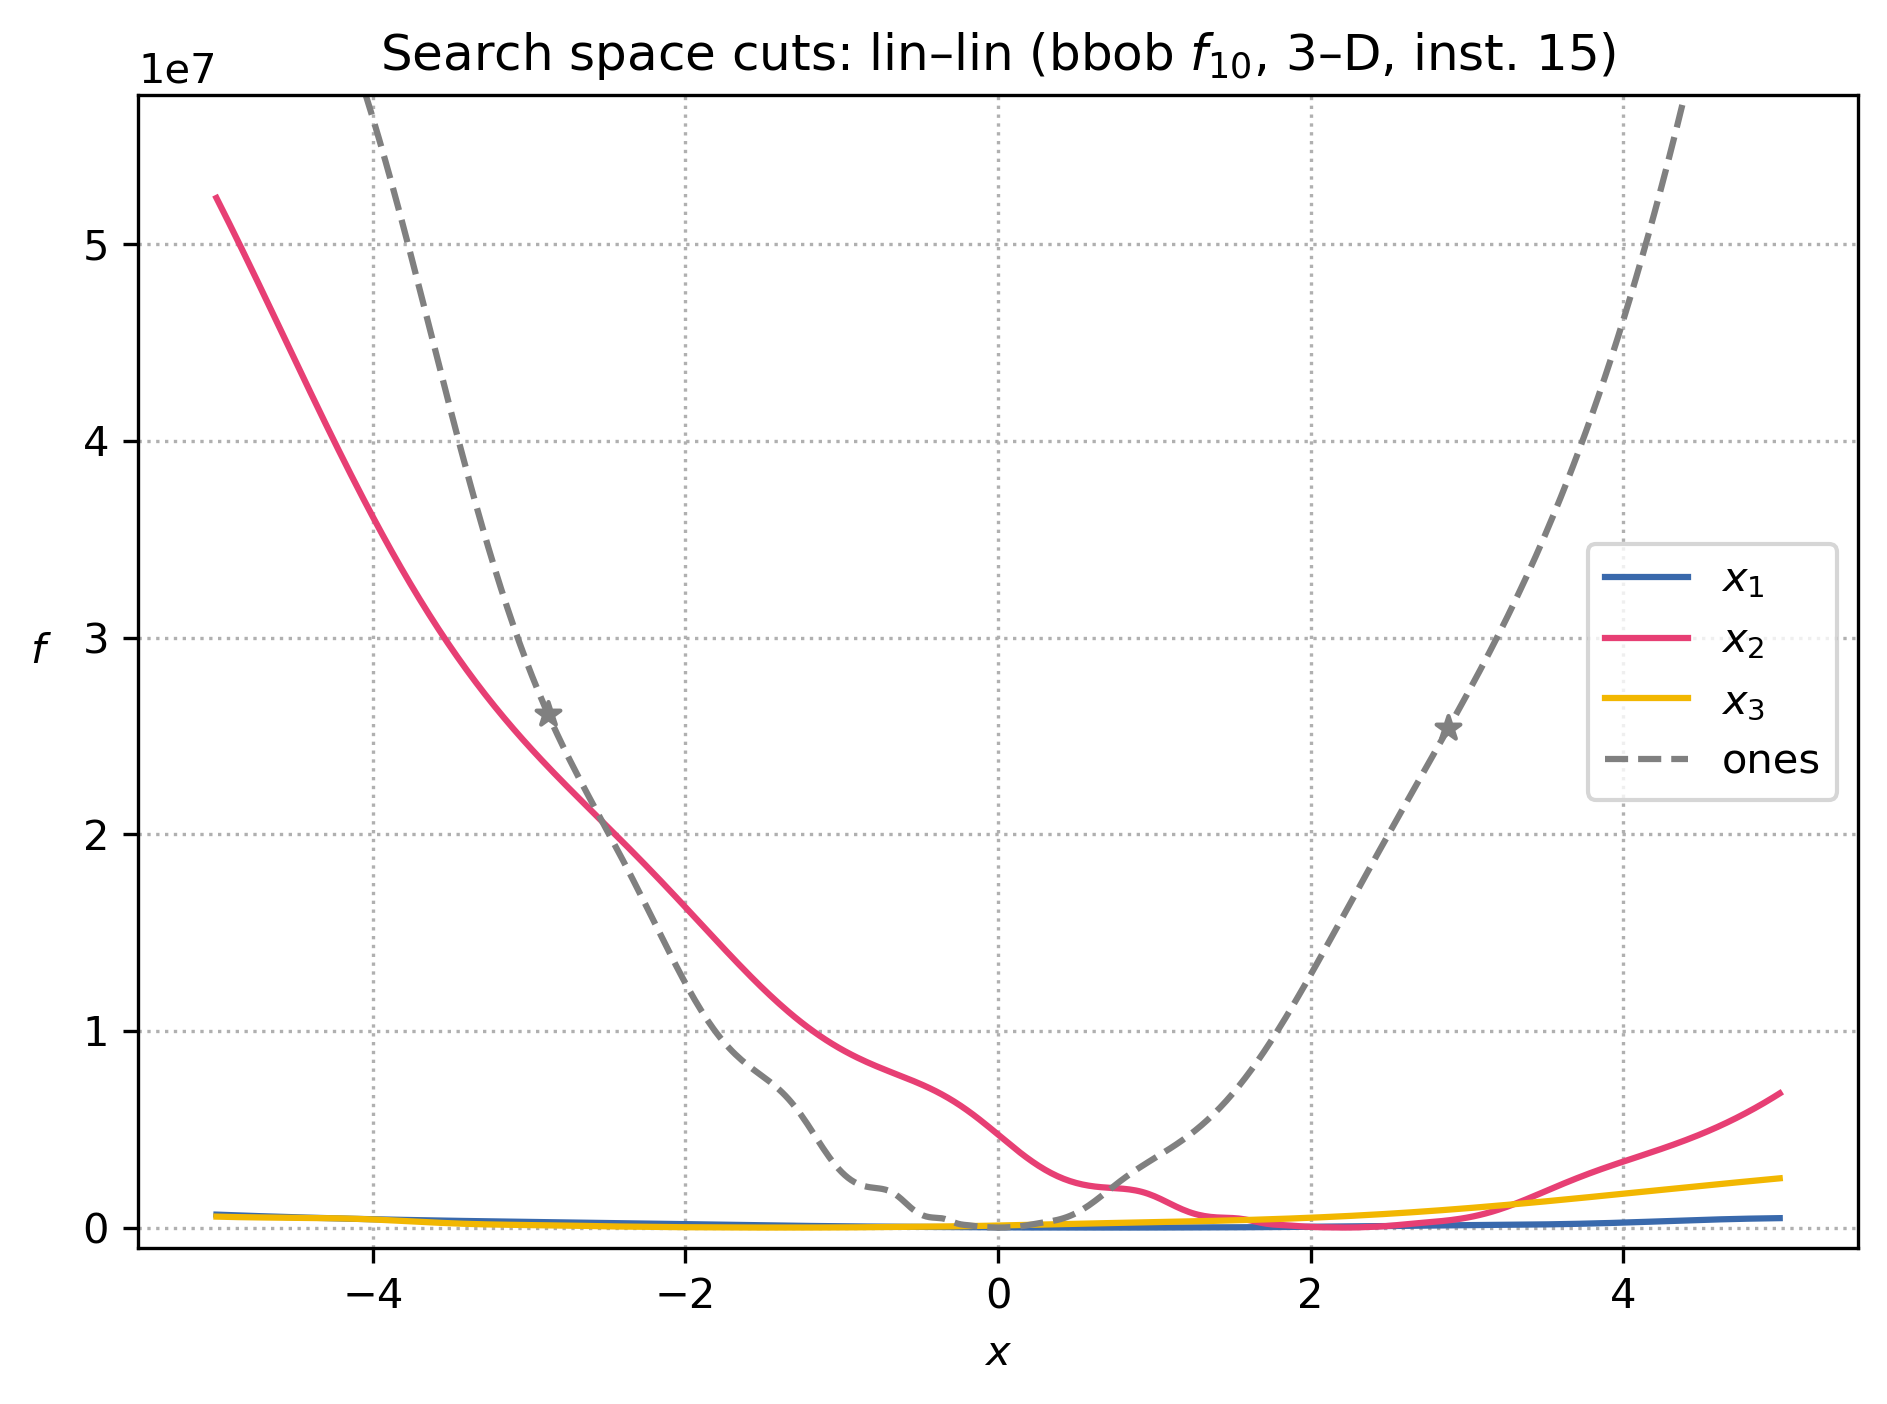 Search space cuts: lin–lin (bbob f10, 3–D, inst. 15)
1e7
5
4
3
2
1
0
f
−4
−2
0
2
4
x
x1
x2
x3
ones